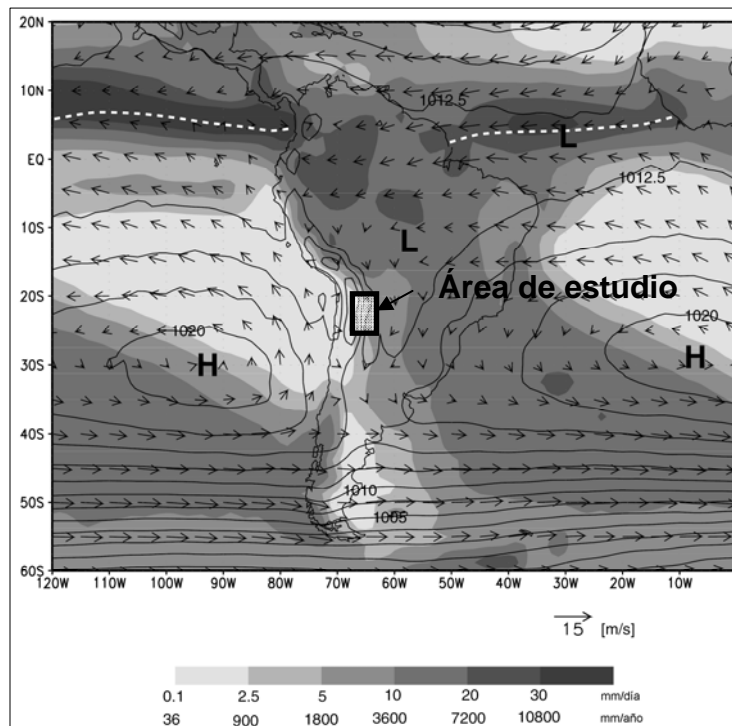 20N
10N
1012.5
L
EQ
1012.5
10S
L
20S
Área de estudio
1020
1020
30S
H
H
40S
1010
50S
1005
60S
120W 110W 100W 90W 80W 70W 60W 50W 40W 30W 20W 10W
15 [m/s]
0.1 2.5 5 10 20 30 mm/día
36 900 1800 3600 7200 10800 mm/año